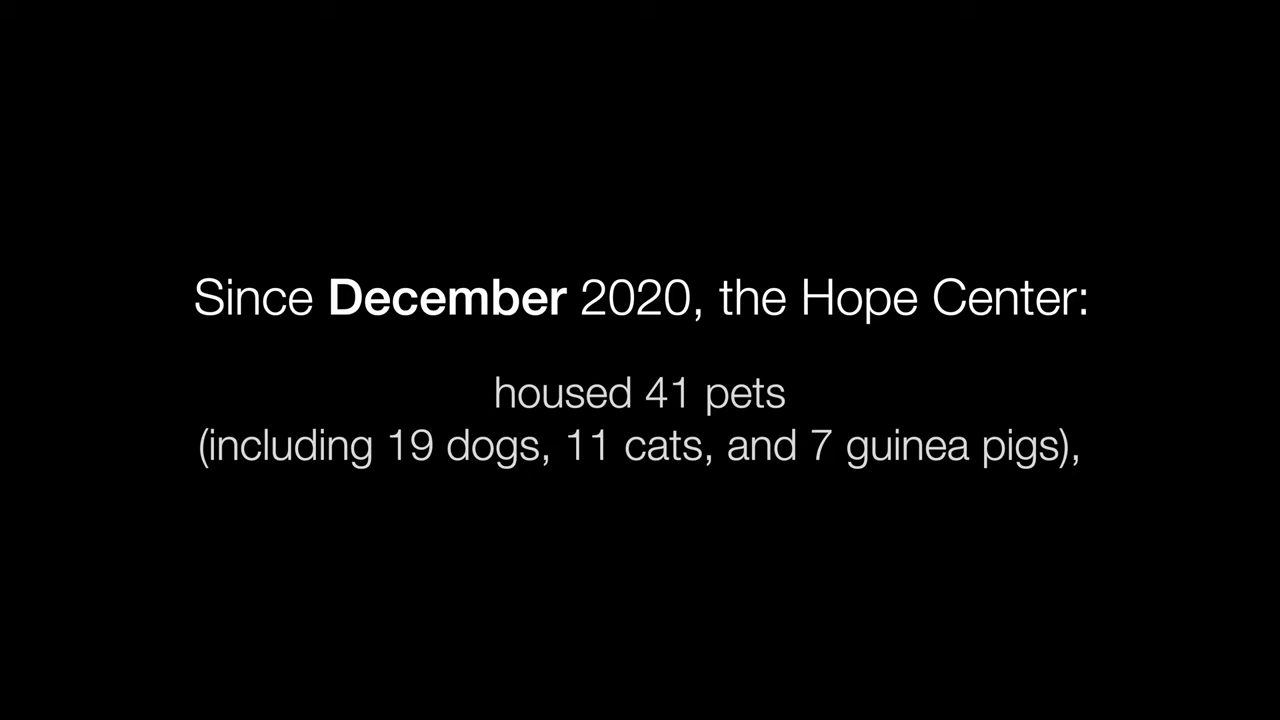 Since December 2020, the Hope Center:
housed 41 pets
(including 19 dogs, 11 cats, and 7 guinea pigs),